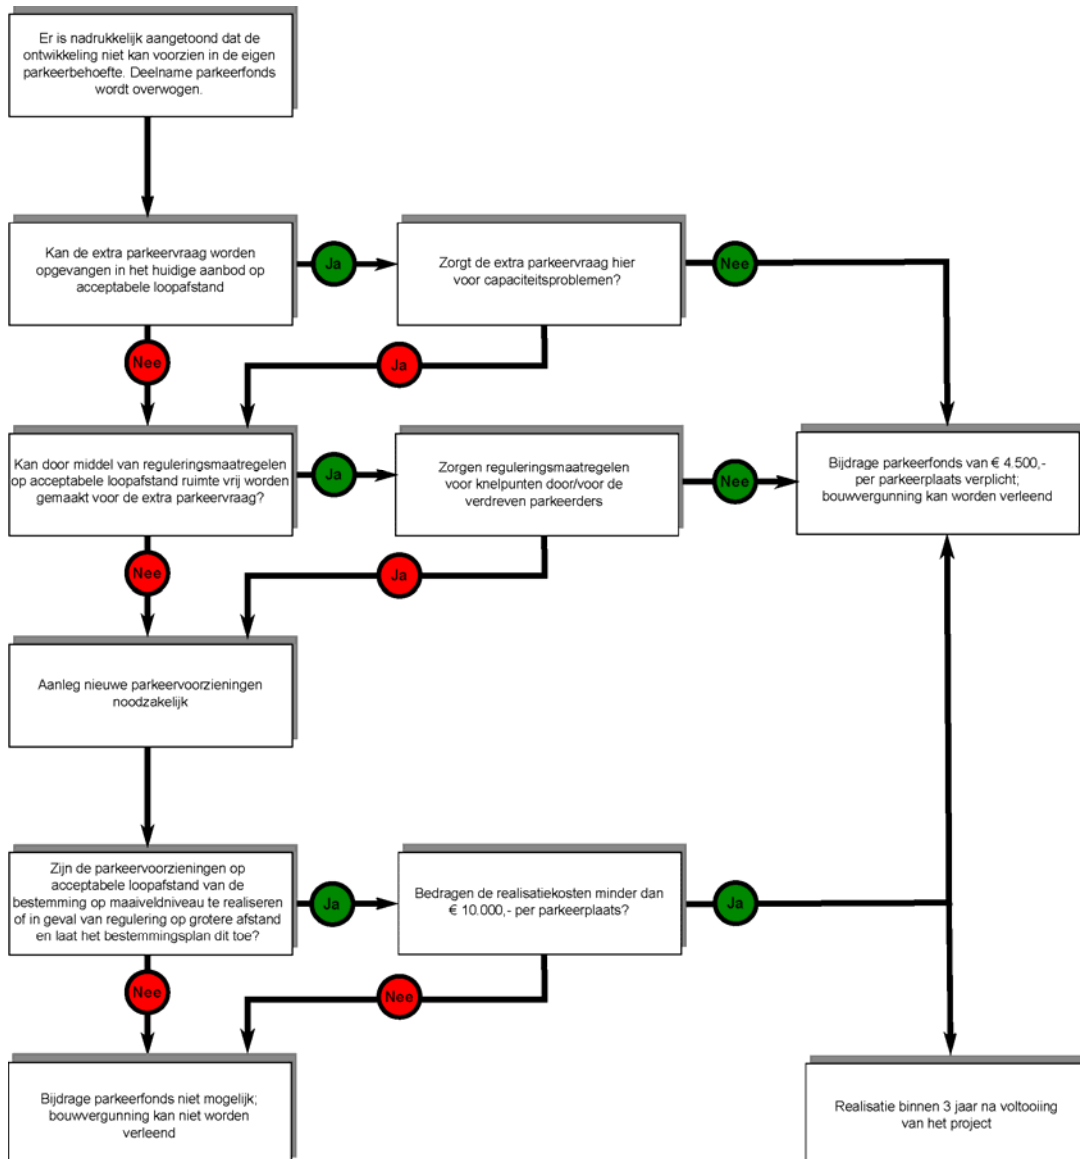 Er is nadrukkelijk aangetoond dat de
ontwikkeling niet kan voorzien in de eigen
parkeerbehoefte. Deelname parkeerfonds
wordt overwogen.
Kan de extra parkeervraag worden
opgevangen in het huidige aanbod op
acceptabele loopafstand
Ja
Zorgt de extra parkeervraag hier
voor capaciteitsproblemen?
Nee
Nee
Ja
Kan door middel van reguleringsmaatregelen
op acceptabele loopafstand ruimte vrij worden
gemaakt voor de extra parkeervraag?
Ja
Zorgen reguleringsmaatregelen
voor knelpunten door/voor de
verdreven parkeerders
Nee
Bijdrage parkeerfonds van € 4.500,-
per parkeerplaats verplicht;
bouwvergunning kan worden verleend
Nee
Ja
Aanleg nieuwe parkeervoorzieningen
noodzakelijk
Zijn de parkeervoorzieningen op
acceptabele loopafstand van de
bestemming op maaiveldniveau te realiseren
of in geval van regulering op grotere afstand
en laat het bestemmingsplan dit toe?
Ja
Bedragen de realisatiekosten minder dan
€ 10.000,- per parkeerplaats?
Ja
Nee
Nee
Bijdrage parkeerfonds niet mogelijk;
bouwvergunning kan niet worden
verleend
Realisatie binnen 3 jaar na voltooiing
van het project